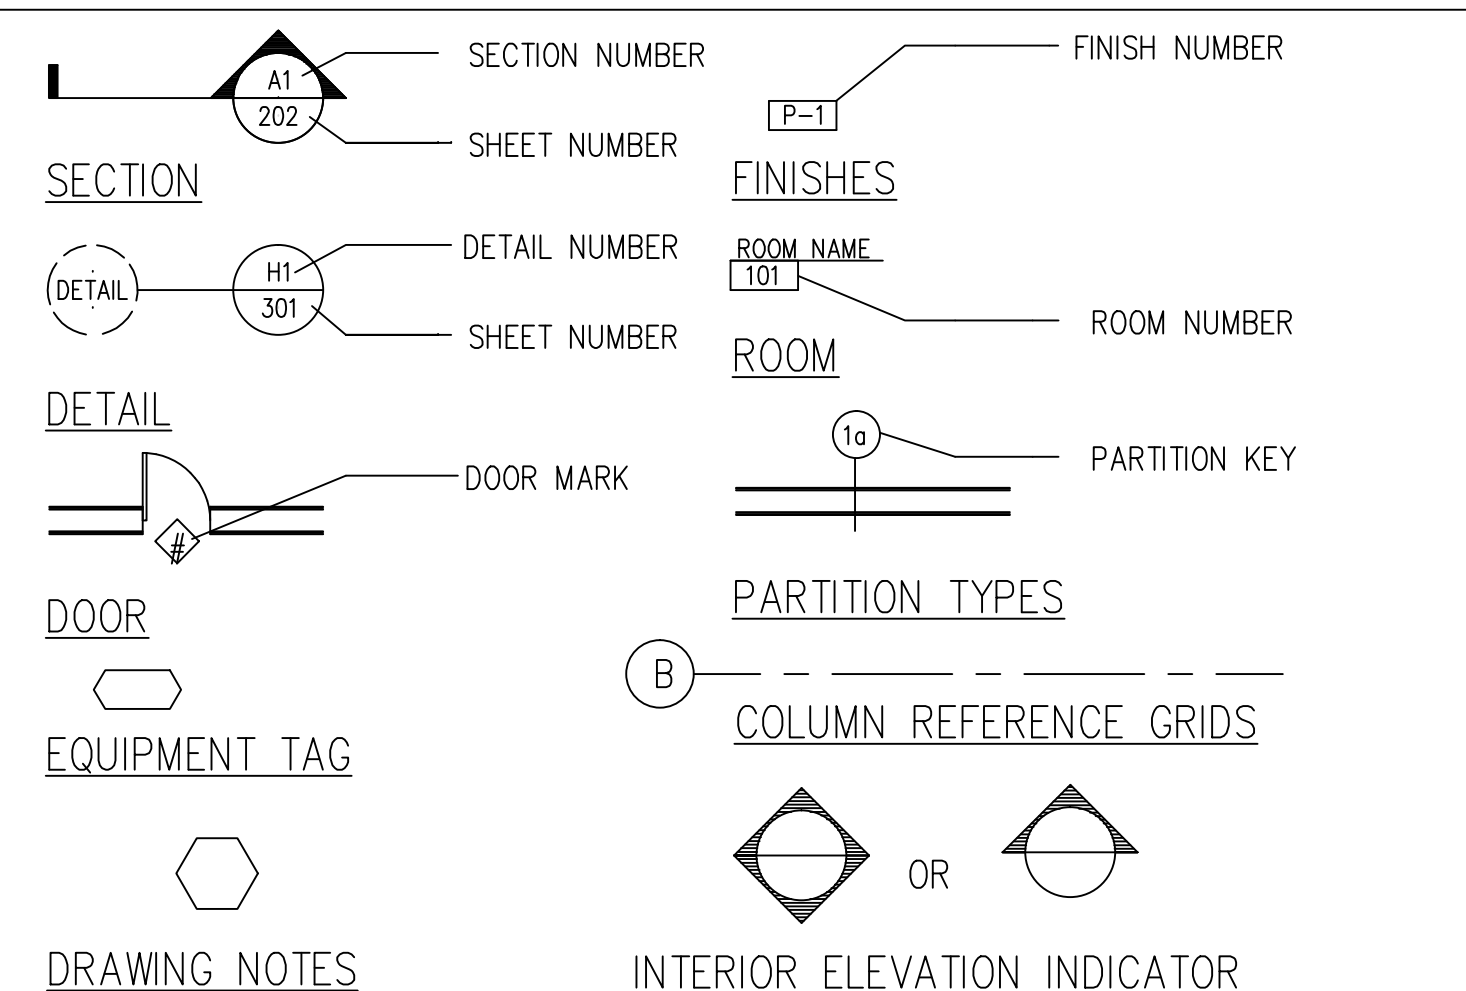 A1
SECTION NUMBER
202
SHEET NUMBER
SECTION
DETAIL
H1
DETAIL NUMBER
301
SHEET NUMBER
DETAIL
DOOR MARK
#
DOOR
EQUIPMENT TAG
DRAWING NOTES
FINISH NUMBER
P-1
FINISHES
ROOM NAME
101
ROOM NUMBER
ROOM
1a
PARTITION KEY
PARTITION TYPES
B
COLUMN REFERENCE GRIDS
OR
INTERIOR ELEVATION INDICATOR